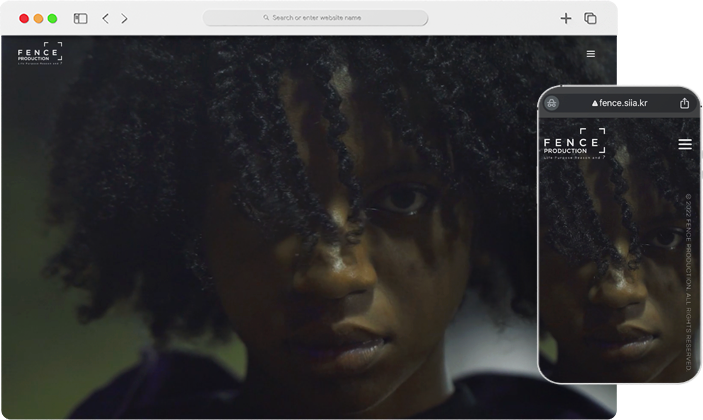 Search or enter website name
FENCE
PRODUCTION
fence.siia.kr
FENCE
PRODUCTION
© 2022 FENCE PRODUCTION. ALL RIGHTS RESERVED.